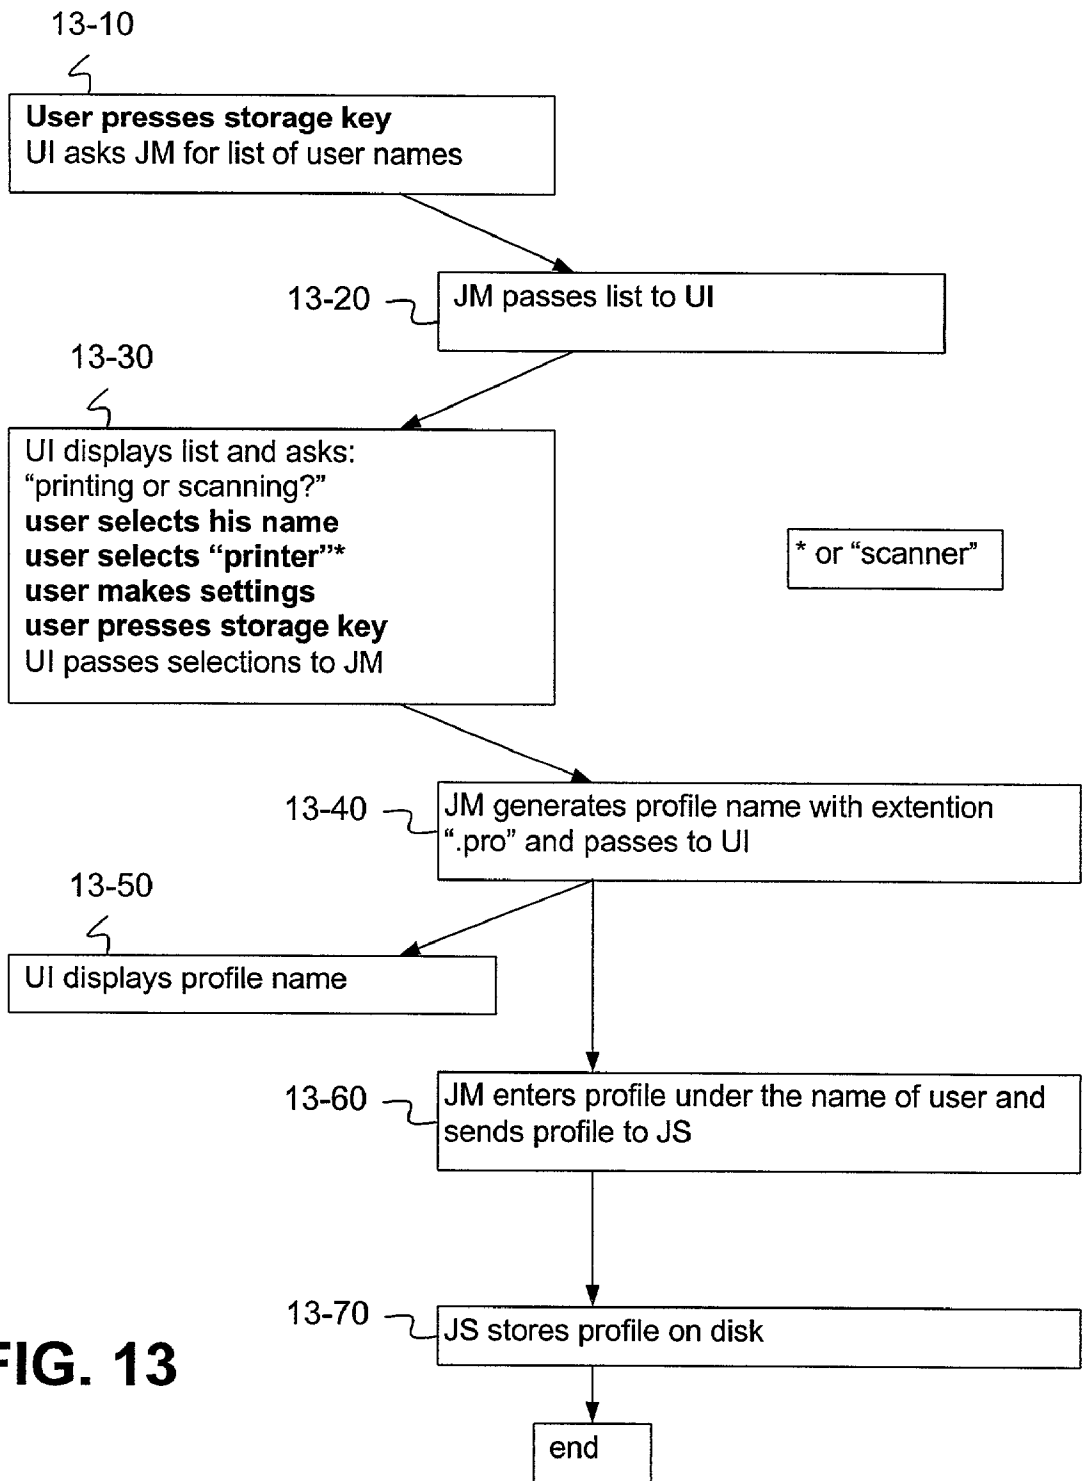 13-10
User presses storage key
UI asks JM for list of user names
13-20
JM passes list to UI
13-30
UI displays list and asks:
“printing or scanning?”
user selects his name
user selects “printer”*
user makes settings
user presses storage key
UI passes selections to JM
* or “scanner”
13-40
JM generates profile name with extention
“.pro” and passes to UI
13-50
UI displays profile name
13-60
JM enters profile under the name of user and
sends profile to JS
13-70
JS stores profile on disk
FIG. 13
end